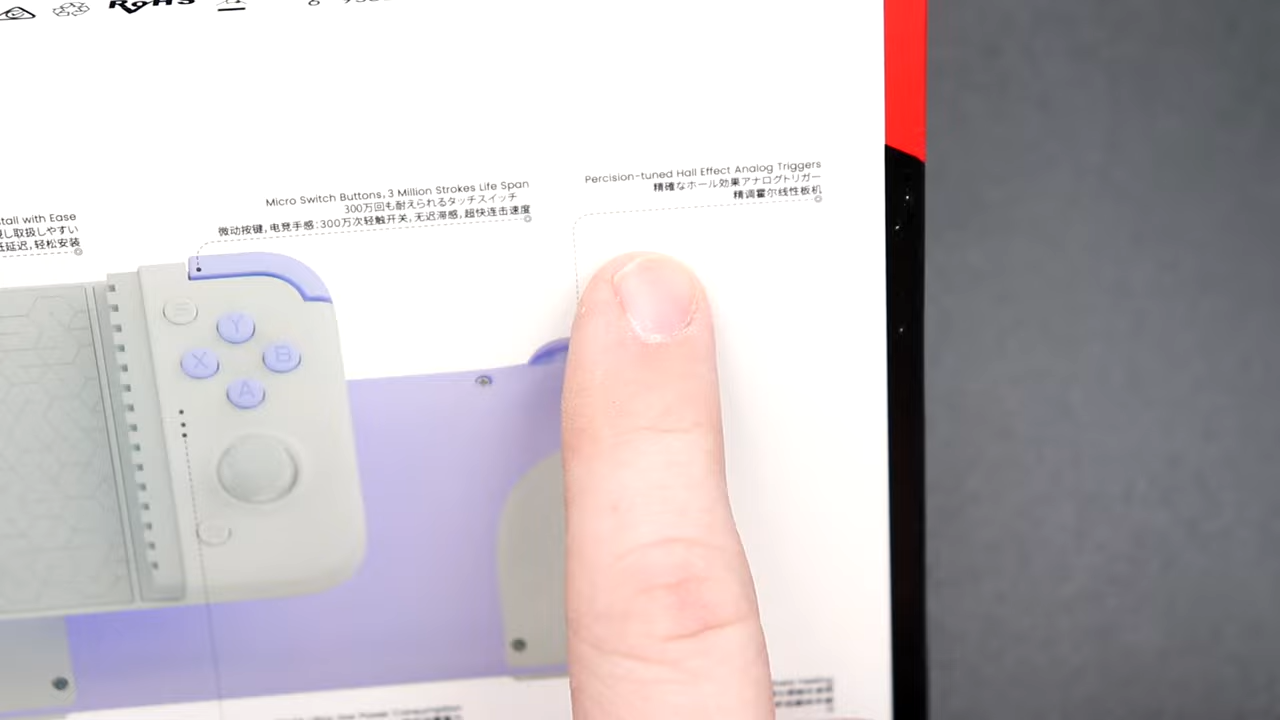 RoHS
Percision-tuned Hall Effect Analog Triggers
精確なホール効果アナログトリガー
精调霍尔线性板机
Micro Switch Buttons, 3 Million Strokes Life Span
300万回も耐えられるタッチスイッチ
微动按键,电竞手感:300万次轻触开关,无迟滞感,超快连击速度
with Ease
取扱しやすい
延迟,轻松安装
Y
X
B
A
Power Consumption